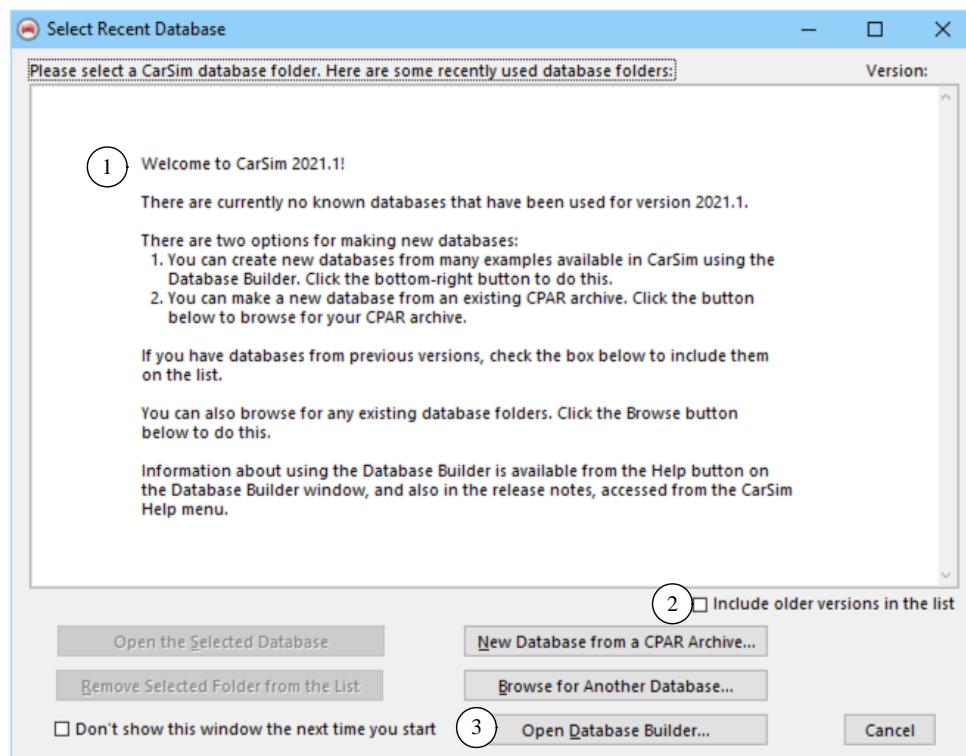 Select Recent Database
Please select a CarSim database folder. Here are some recently used database folders: Version:
1 Welcome to CarSim 2021.1!
There are currently no known databases that have been used for version 2021.1.
There are two options for making new databases:
1. You can create new databases from many examples available in CarSim using the
Database Builder. Click the bottom-right button to do this.
2. You can make a new database from an existing CPAR archive. Click the button
below to browse for your CPAR archive.
If you have databases from previous versions, check the box below to include them
on the list.
You can also browse for any existing database folders. Click the Browse button
below to do this.
Information about using the Database Builder is available from the Help button on
the Database Builder window, and also in the release notes, accessed from the CarSim
Help menu.
2 Include older versions in the list
Open the Selected Database New Database from a CPAR Archive...
Remove Selected Folder from the List Browse for Another Database...
Don't show this window the next time you start 3 Open Database Builder... Cancel